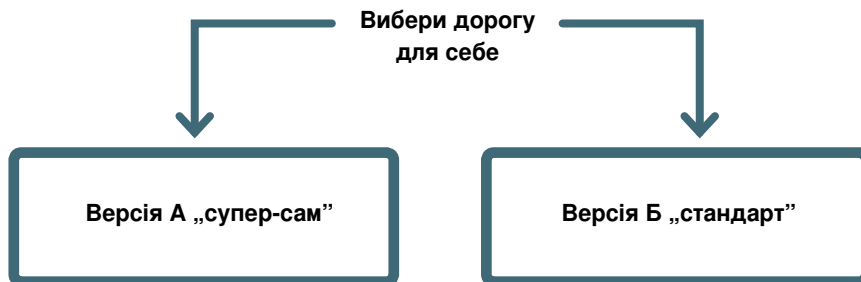 Вибери дорогу
для себе
Версія А „супер-сам”
Версія Б „стандарт”